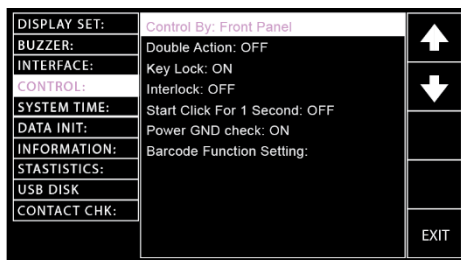 DISPLAY SET:
BUZZER:
INTERFACE:
CONTROL:
SYSTEM TIME:
DATA INIT:
INFORMATION:
STASTISTICS:
USB DISK
CONTACT CHK:
Control By: Front Panel
Double Action: OFF
Key Lock: ON
Interlock: OFF
Start Click For 1 Second: OFF
Power GND check: ON
Barcode Function Setting:
EXIT